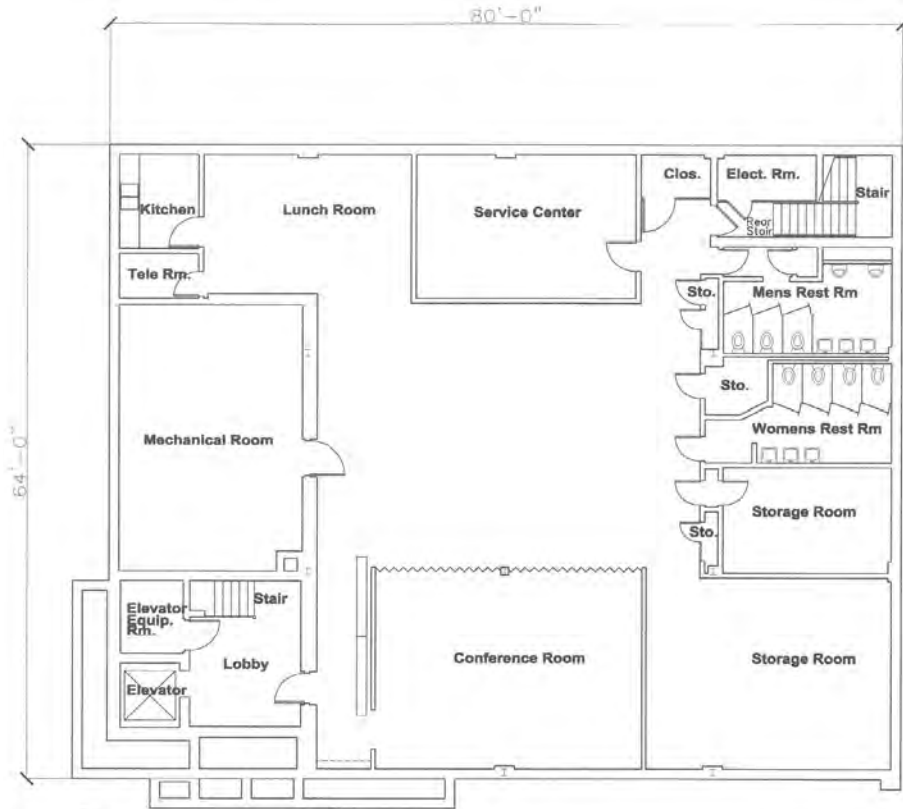 80'-0"
Clos.
Elect. Rm.
Stair
Kitchen
Lunch Room
Service Center
Rear
Stair
Tele Rm.
Sto.
Mens Rest Rm
Sto.
Mechanical Room
Womens Rest Rm
64'-0"
Storage Room
Sto.
Elevator
Equip.
Rm.
Stair
Lobby
Conference Room
Storage Room
Elevator